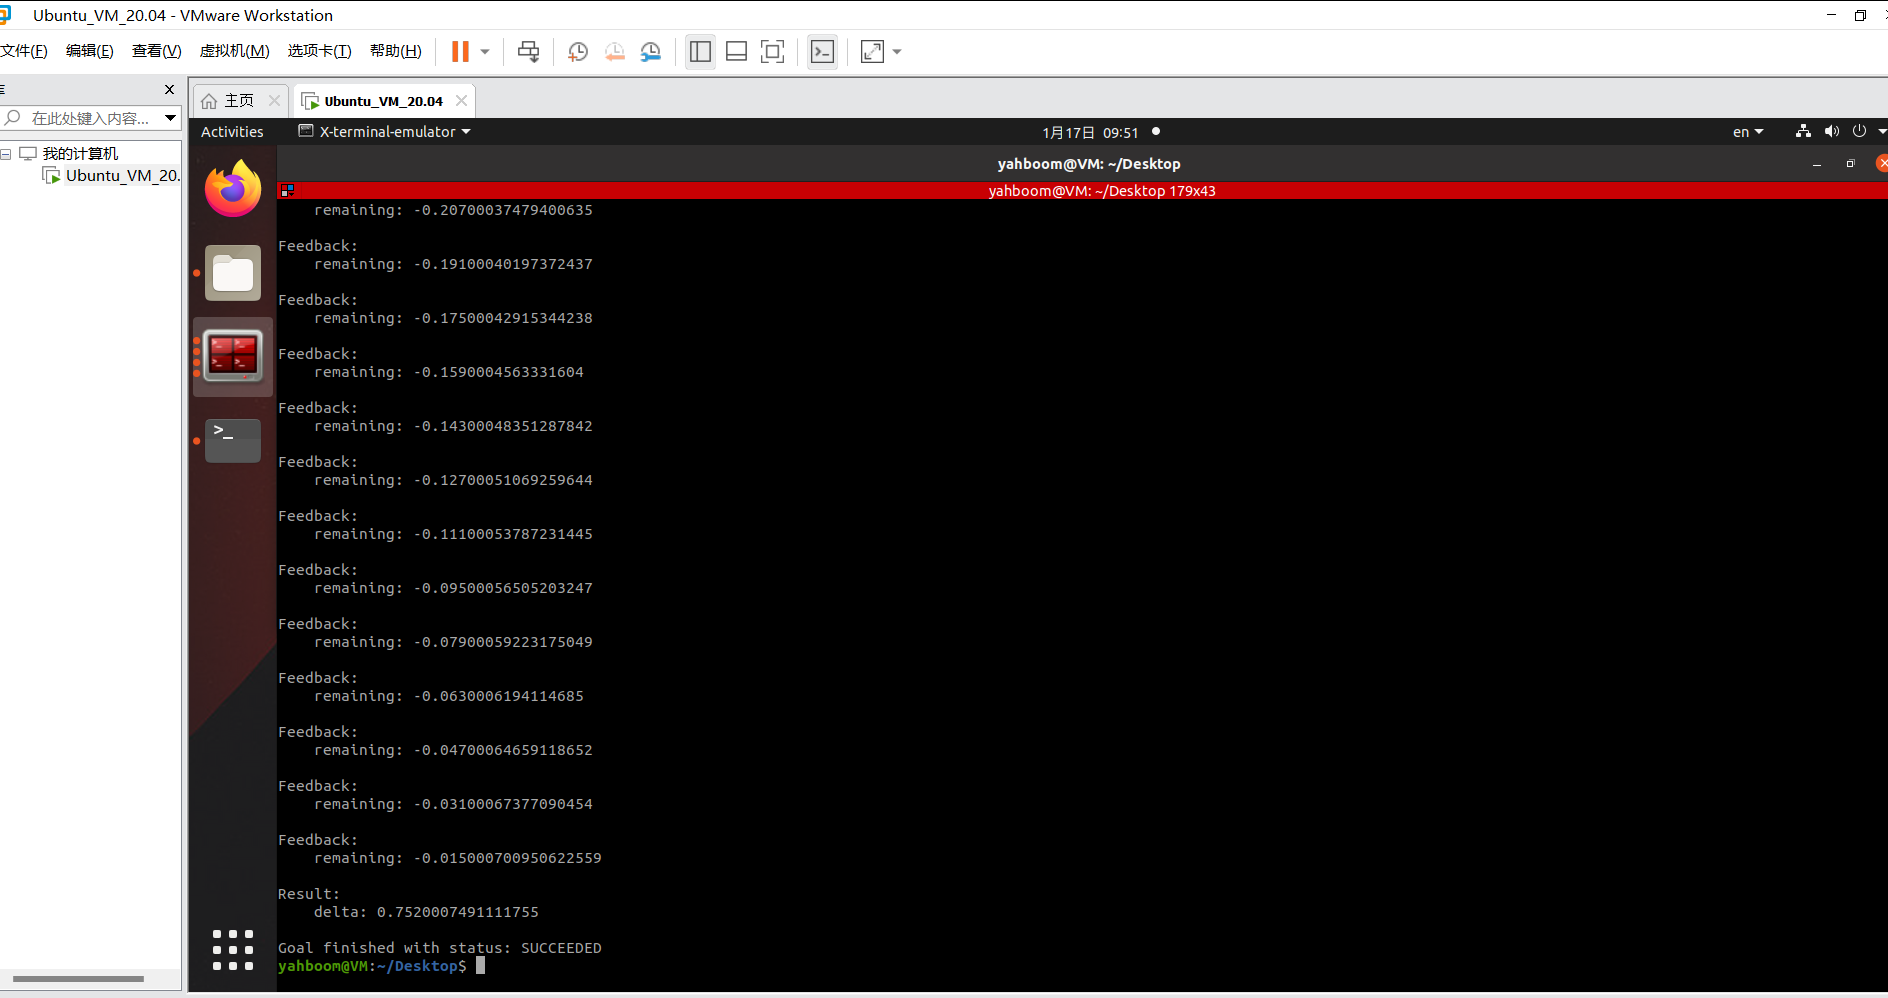 Ubuntu_VM_20.04 - VMware Workstation
文件(F) 编辑(E) 查看(V) 虚拟机(M) 选项卡(T) 帮助(H)
在此处键入内容...
我的计算机
Ubuntu_VM_20.
主页 Ubuntu_VM_20.04
Activities X-terminal-emulator 1月17日 09:51 en
yahboom@VM: ~/Desktop
yahboom@VM: ~/Desktop 179x43
remaining: -0.20700037479400635
Feedback:
remaining: -0.19100040197372437
Feedback:
remaining: -0.17500042915344238
Feedback:
remaining: -0.1590004563331604
Feedback:
remaining: -0.14300048351287842
Feedback:
remaining: -0.12700051069259644
Feedback:
remaining: -0.11100053787231445
Feedback:
remaining: -0.09500056505203247
Feedback:
remaining: -0.07900059223175049
Feedback:
remaining: -0.0630006194114685
Feedback:
remaining: -0.04700064659118652
Feedback:
remaining: -0.03100067377090454
Feedback:
remaining: -0.015000700950622559
Result:
delta: 0.7520007491111755
Goal finished with status: SUCCEEDED
yahboom@VM:~/Desktop$